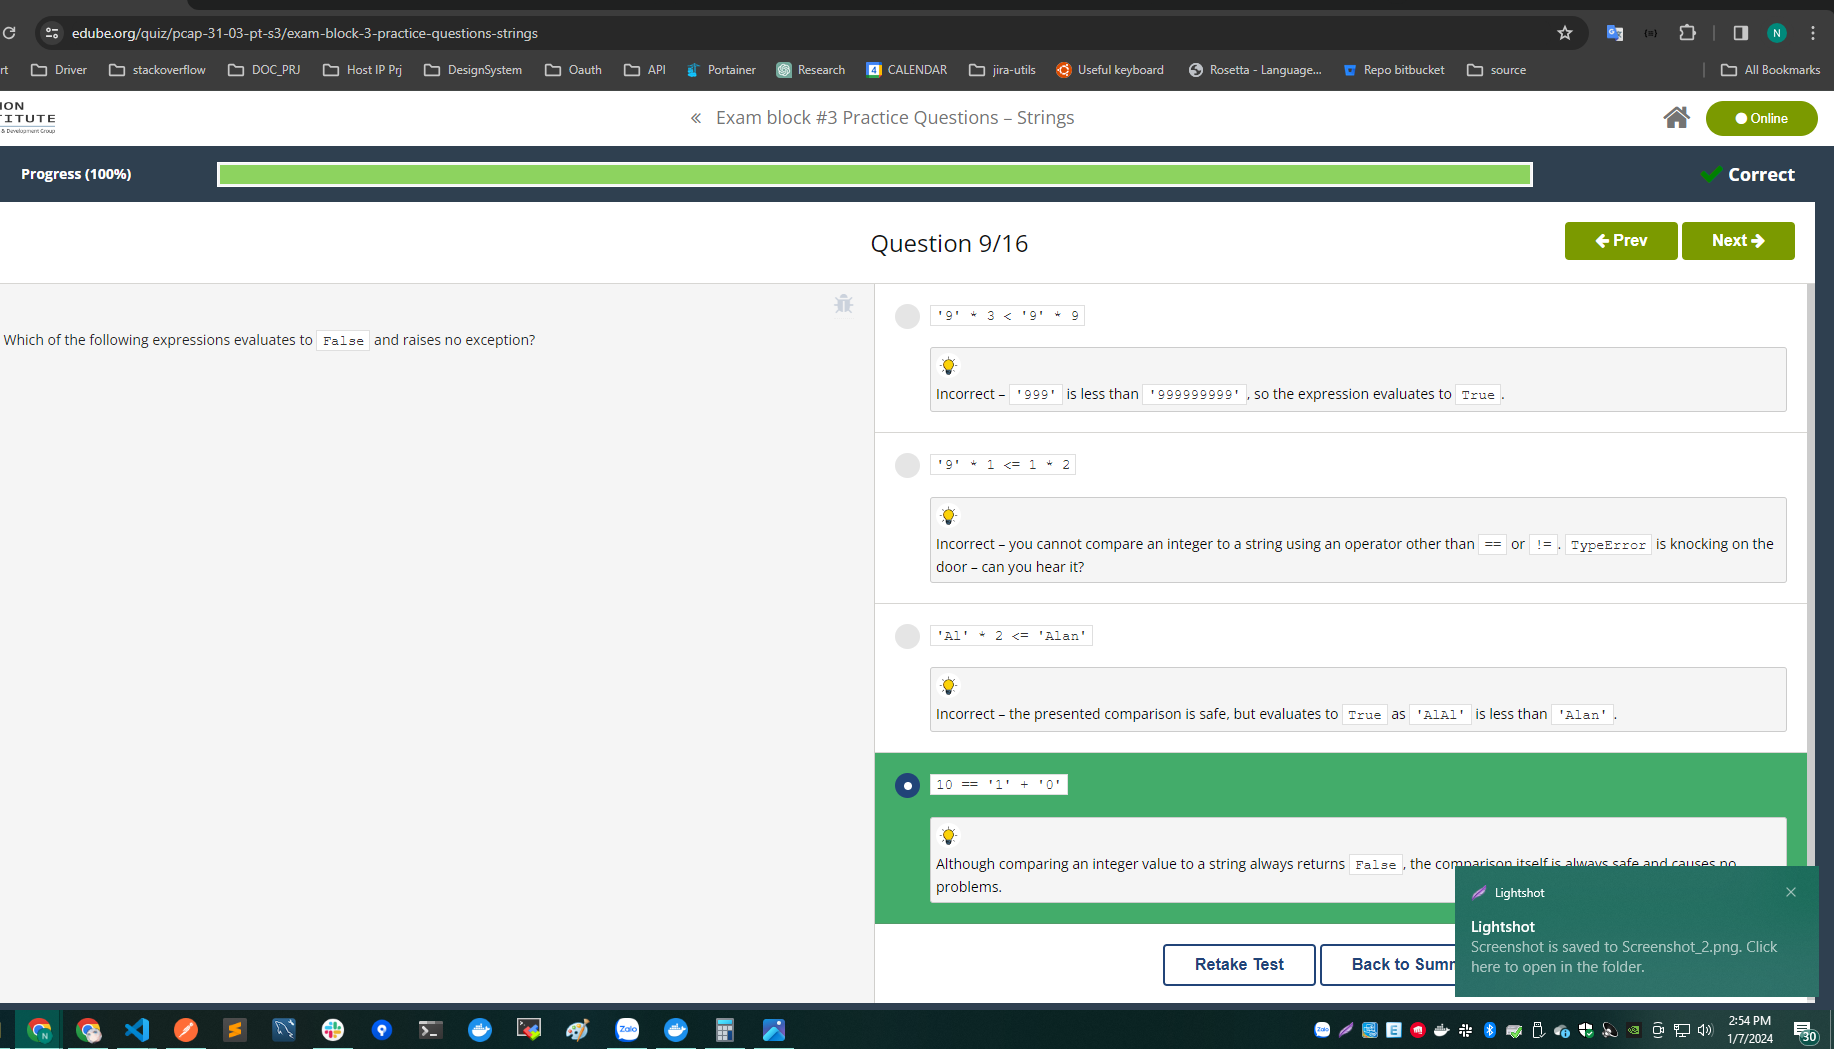 edube.org/quiz/pcap-31-03-pt-s3/exam-block-3-practice-questions-strings
N
rt Driver stackoverflow DOC_PRJ Host IP Prj DesignSystem Oauth API Portainer Research 4 CALENDAR jira-utils Useful keyboard Rosetta - Language... Repo bitbucket source All Bookmarks
ION
TITUTE
& Development Group
« Exam block #3 Practice Questions – Strings
Online
Progress (100%)
Correct
Question 9/16
Prev
Next
Which of the following expressions evaluates to False and raises no exception?
'9' * 3 < '9' * 9
Incorrect – '999' is less than '999999999', so the expression evaluates to True.
'9' * 1 <= 1 * 2
Incorrect – you cannot compare an integer to a string using an operator other than == or !=. TypeError is knocking on the
door – can you hear it?
'Al' * 2 <= 'Alan'
Incorrect – the presented comparison is safe, but evaluates to True as 'AlAl' is less than 'Alan'.
10 == '1' + '0'
Although comparing an integer value to a string always returns False, the comparison itself is always safe and causes no
problems.
Retake Test
Back to Summ
Lightshot
Lightshot
Screenshot is saved to Screenshot_2.png. Click
here to open in the folder.
N
Zalo
Zalo
E
2:54 PM
1/7/2024
30